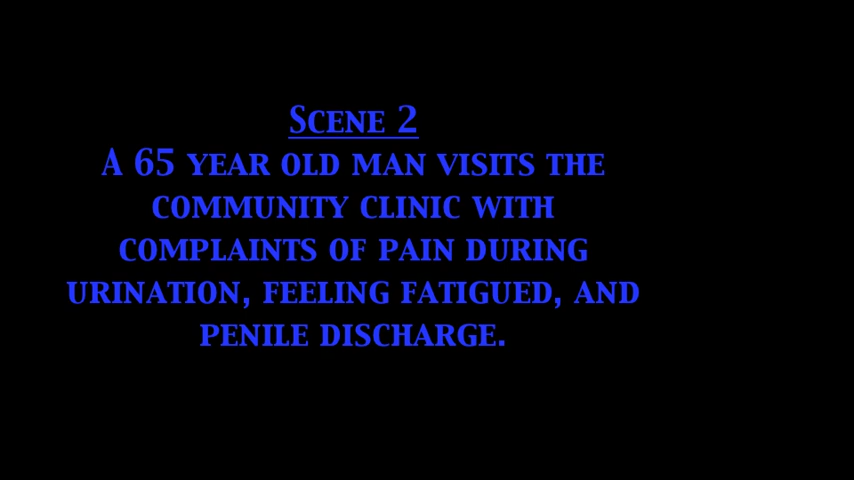 Scene 2
A 65 year old man visits the
community clinic with
complaints of pain during
urination, feeling fatigued, and
penile discharge.